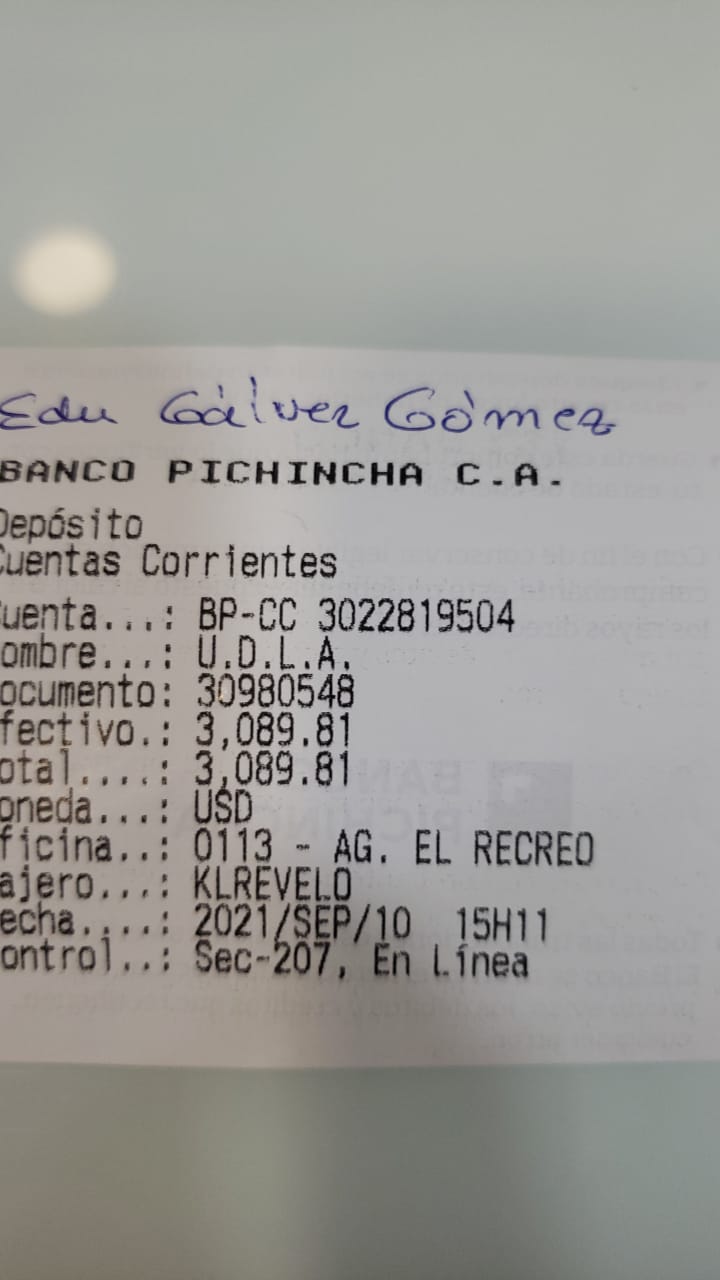 Edu Gálvez Gómez
BANCO PICHINCHA C.A.
Depósito
Cuentas Corrientes
uenta...: BP-CC 3022819504
ombre...: U.D.L.A.
ocumento: 30980548
fectivo.: 3,089.81
otal....: 3,089.81
oneda...: USD
ficina..: 0113 - AG. EL RECREO
ajero...: KLREVELO
echa....: 2021/SEP/10 15H11
ontrol..: Sec-207, En Línea